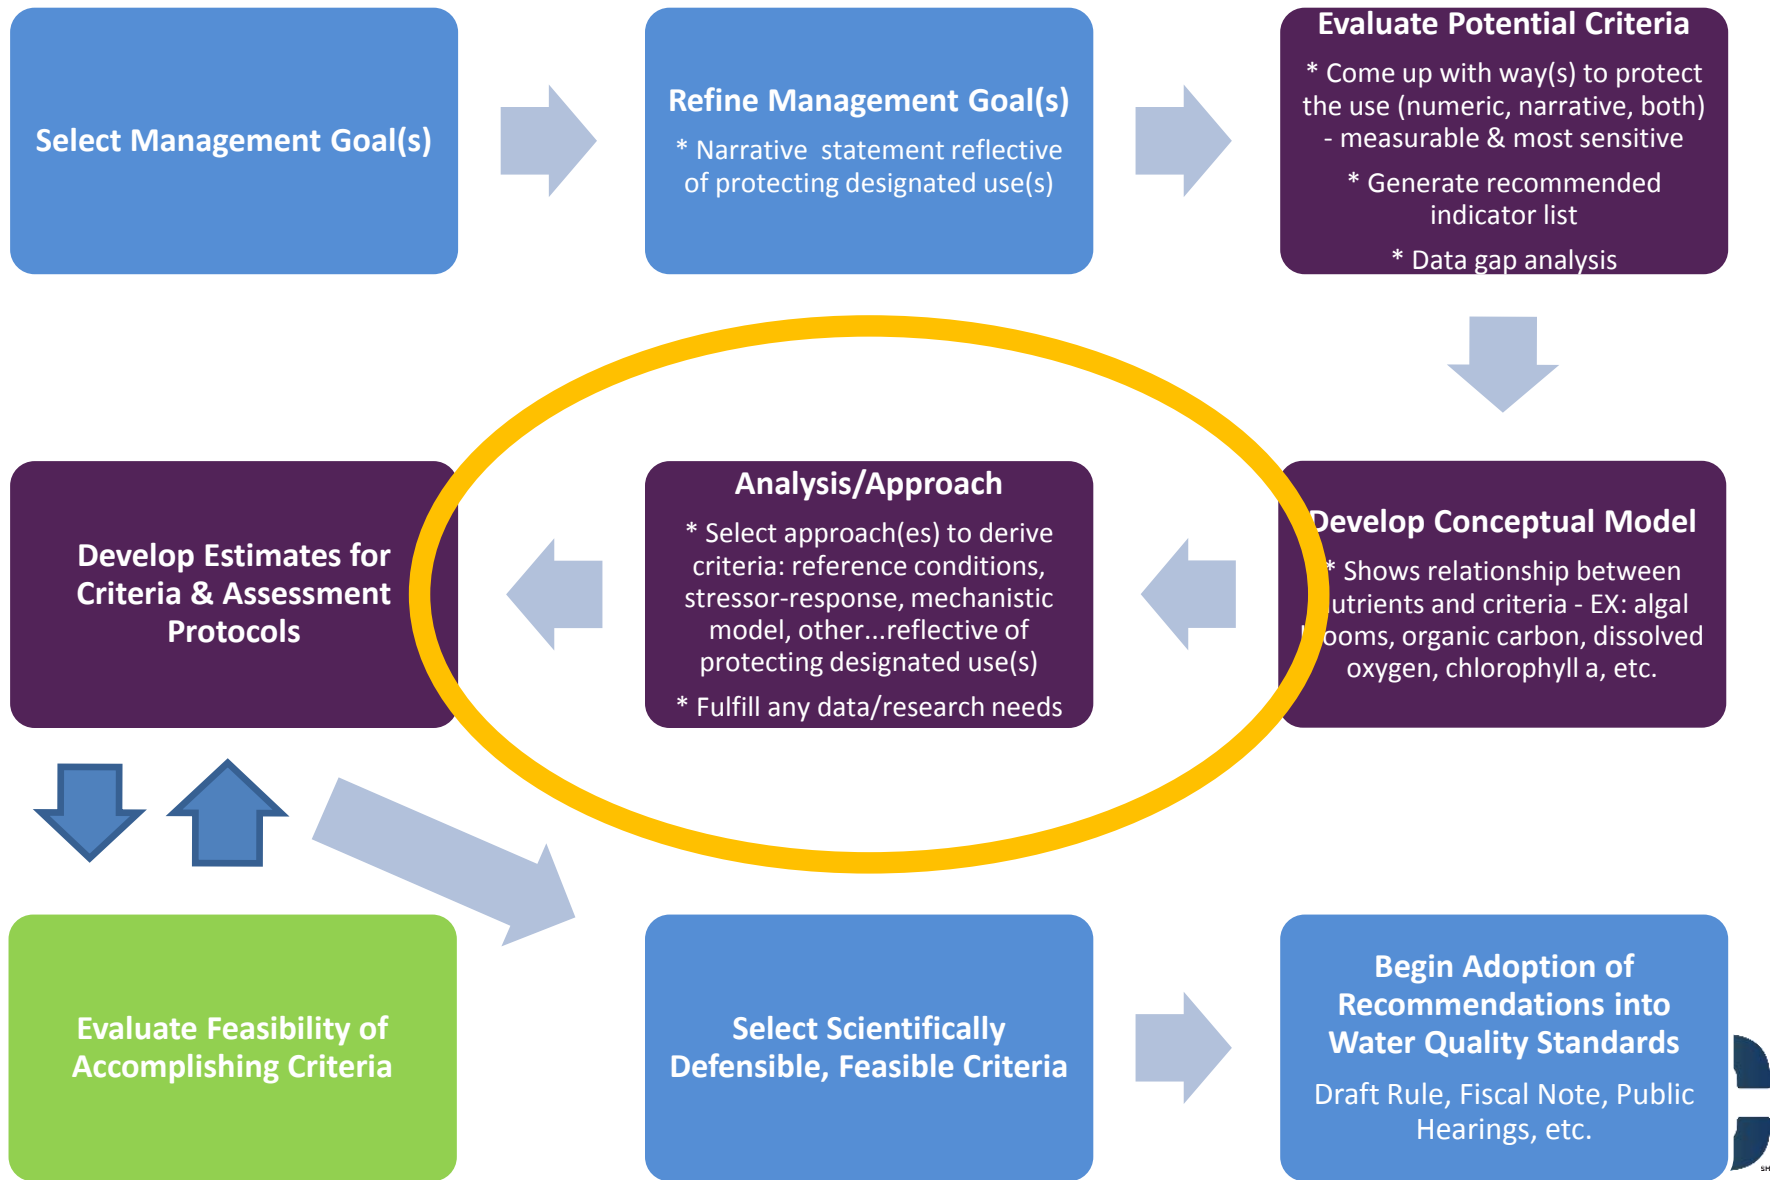 Select Management Goal(s)
Refine Management Goal(s)
* Narrative statement reflective
of protecting designated use(s)
Evaluate Potential Criteria
* Come up with way(s) to protect
the use (numeric, narrative, both)
- measurable & most sensitive
* Generate recommended
indicator list
* Data gap analysis
Develop Estimates for
Criteria & Assessment
Protocols
Analysis/Approach
* Select approach(es) to derive
criteria: reference conditions,
stressor-response, mechanistic
model, other...reflective of
protecting designated use(s)
* Fulfill any data/research needs
Develop Conceptual Model
* Shows relationship between
nutrients and criteria - EX: algal
blooms, organic carbon, dissolved
oxygen, chlorophyll a, etc.
Evaluate Feasibility of
Accomplishing Criteria
Select Scientifically
Defensible, Feasible Criteria
Begin Adoption of
Recommendations into
Water Quality Standards
Draft Rule, Fiscal Note, Public
Hearings, etc.
SM